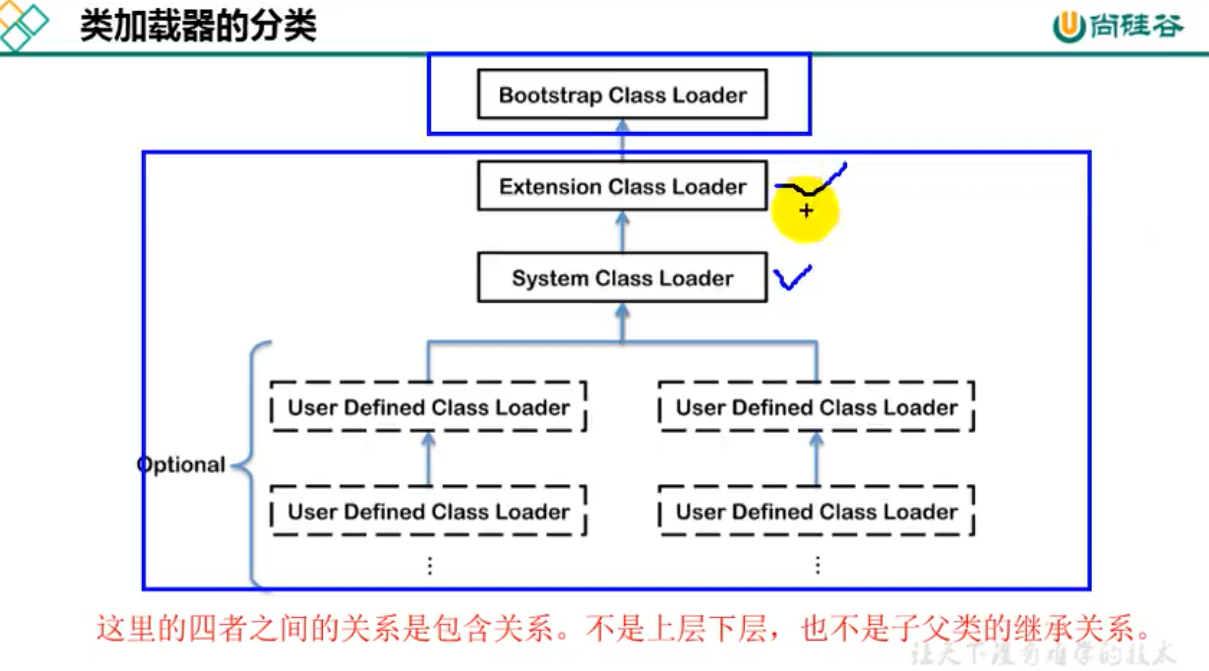 类加载器的分类
尚硅谷
Bootstrap Class Loader
Extension Class Loader
System Class Loader
User Defined Class Loader
User Defined Class Loader
Optional
User Defined Class Loader
User Defined Class Loader
⋮
⋮
这里的四者之间的关系是包含关系。不是上层下层，也不是子父类的继承关系。
让天下没有难学的技术